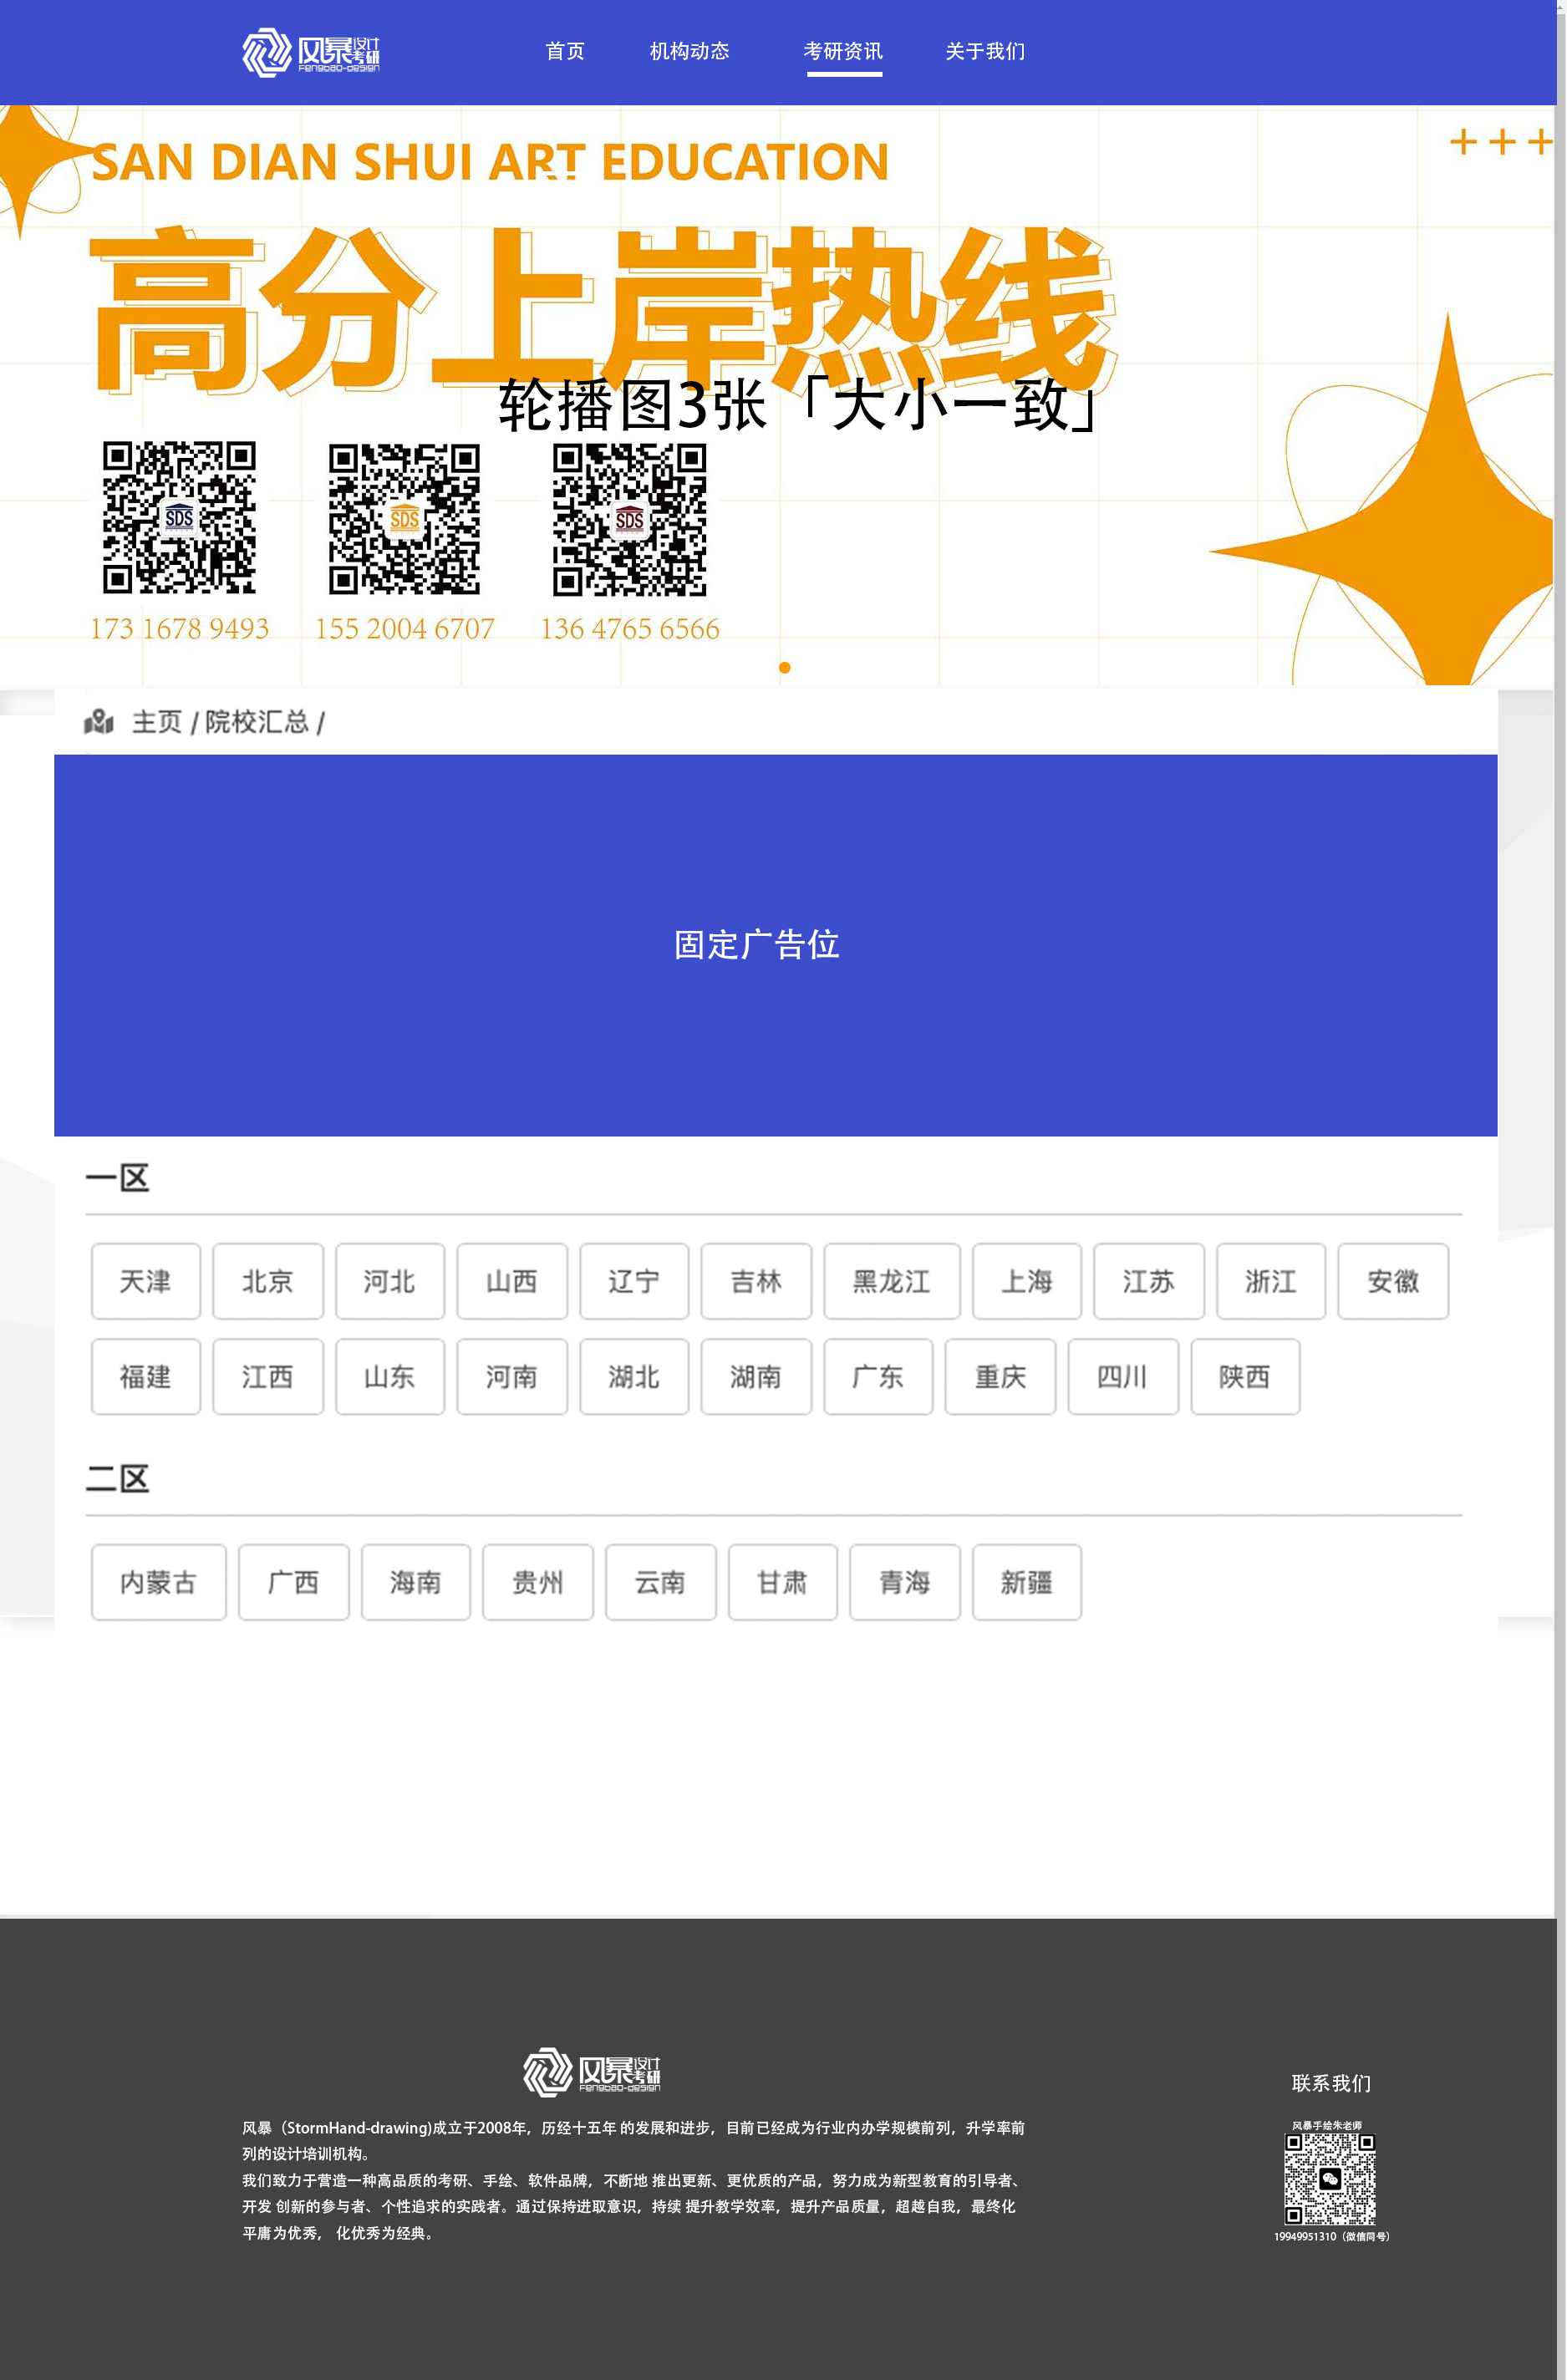 风暴设计考研
Fengbao-design
首页 机构动态 考研资讯 关于我们
SAN DIAN SHUI ART EDUCATION
高分上岸热线
轮播图3张「大小一致」
SDS SDS SDS
173 1678 9493 155 2004 6707 136 4765 6566
主页 / 院校汇总 /
固定广告位
一区
天津 北京 河北 山西 辽宁 吉林 黑龙江 上海 江苏 浙江 安徽
福建 江西 山东 河南 湖北 湖南 广东 重庆 四川 陕西
二区
内蒙古 广西 海南 贵州 云南 甘肃 青海 新疆
风暴设计考研
Fengbao-design
风暴（StormHand-drawing)成立于2008年，历经十五年 的发展和进步，目前已经成为行业内办学规模前列，升学率前
列的设计培训机构。
我们致力于营造一种高品质的考研、手绘、软件品牌，不断地 推出更新、更优质的产品，努力成为新型教育的引导者、
开发 创新的参与者、个性追求的实践者。通过保持进取意识，持续 提升教学效率，提升产品质量，超越自我，最终化
平庸为优秀， 化优秀为经典。
联系我们
风暴手绘朱老师
19949951310（微信同号）